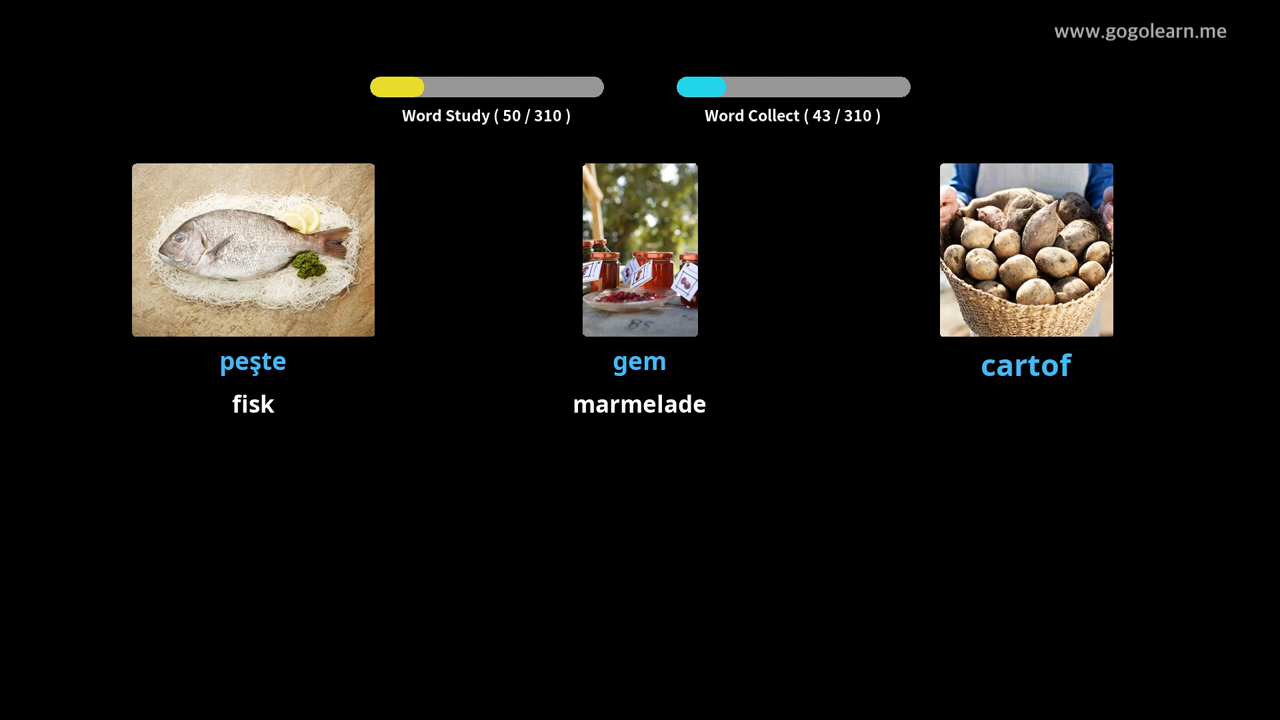 www.gogolearn.me
Word Study ( 50 / 310 )
Word Collect ( 43 / 310 )
peşte
gem
cartof
fisk
marmelade